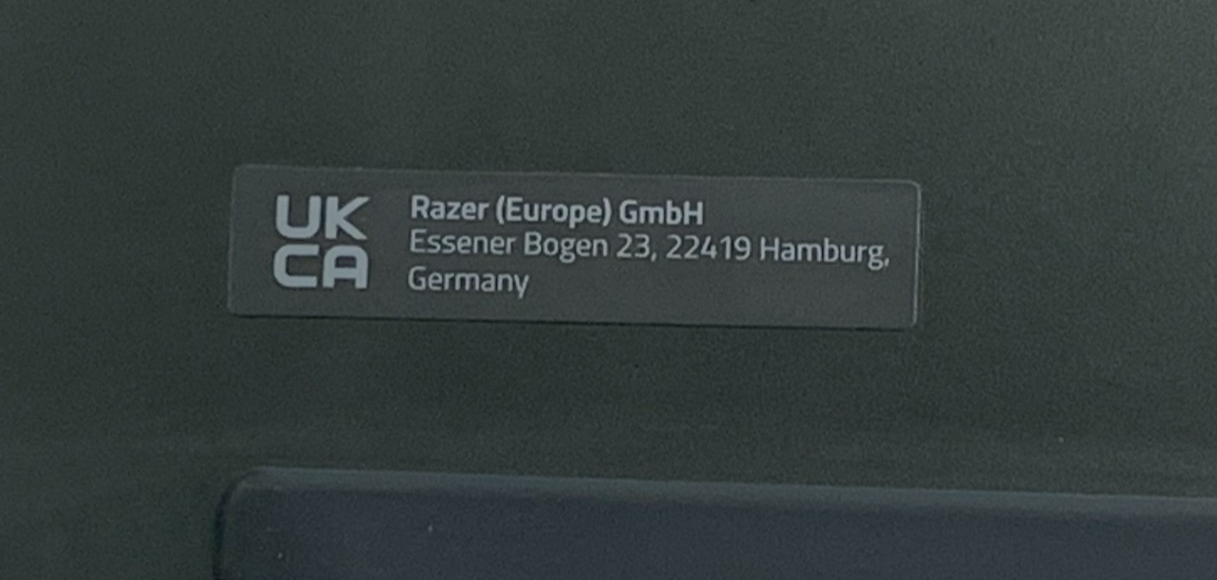 UK
CA
Razer (Europe) GmbH
Essener Bogen 23, 22419 Hamburg,
Germany